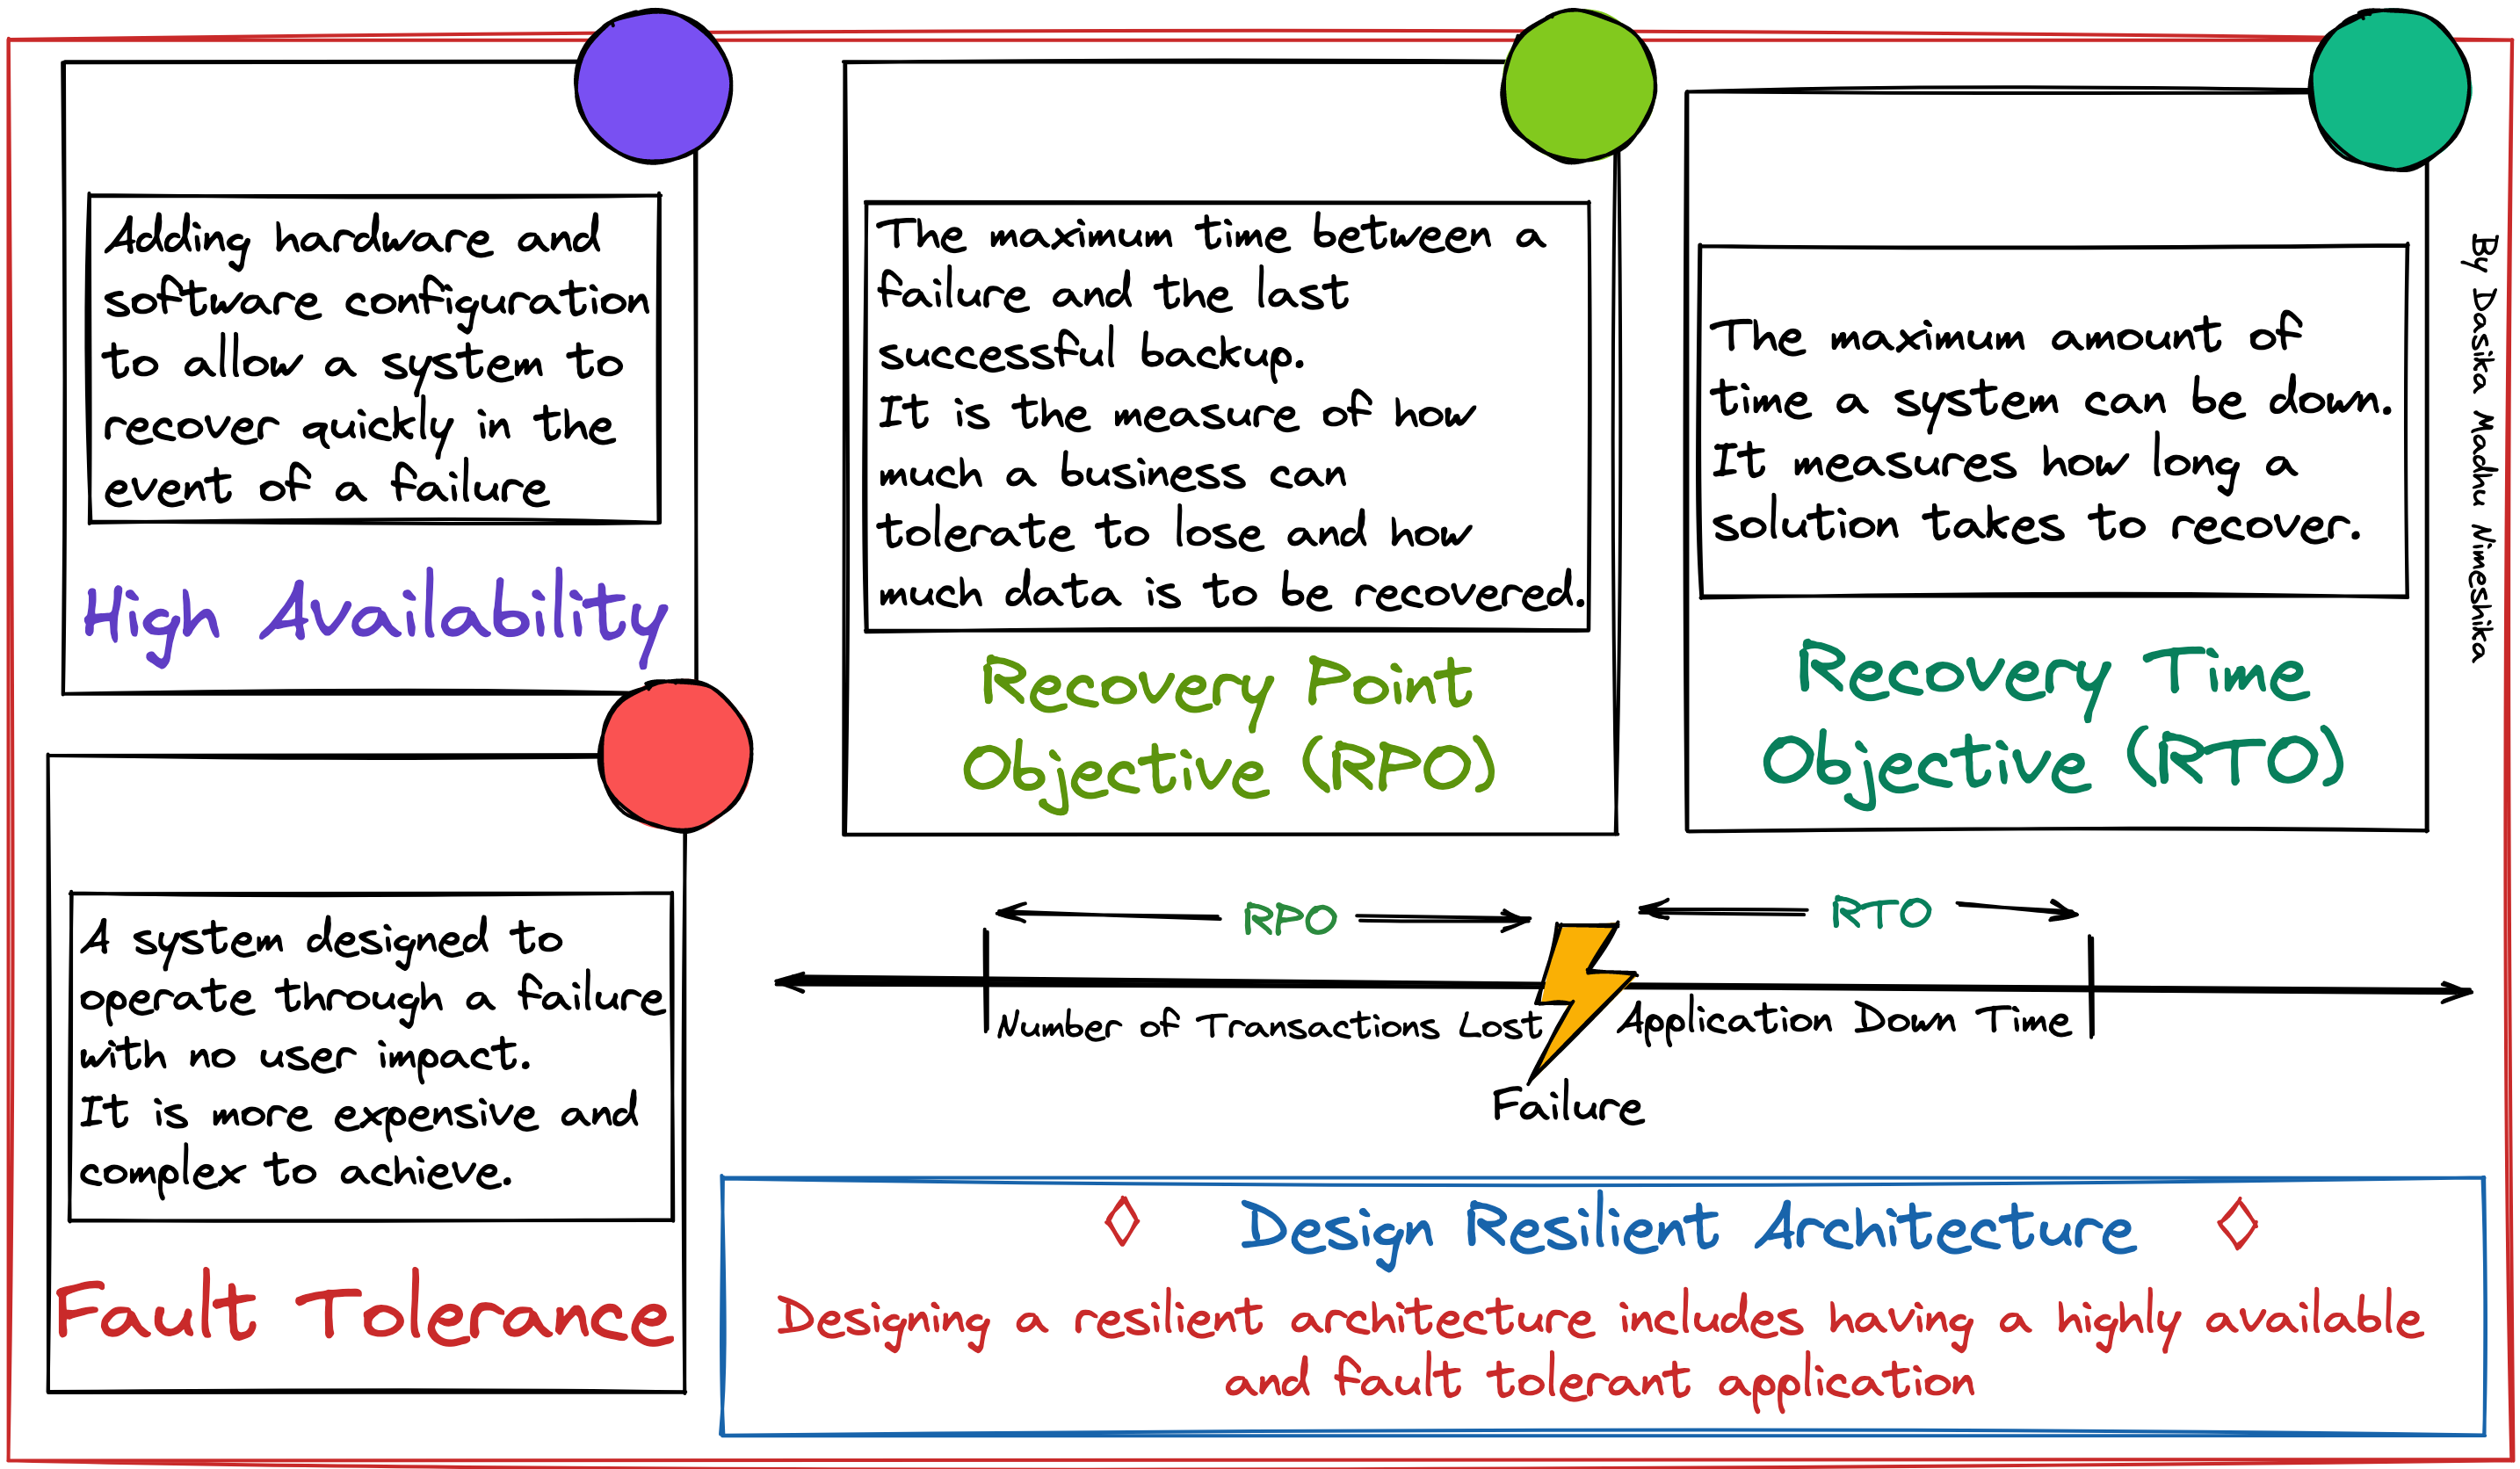 Adding hardware and
software configuration
to allow a system to
recover quickly in the
event of a failure
High Availability
A system designed to
operate through a failure
with no user impact.
It is more expensive and
complex to achieve.
Fault Tolerance
The maximum time between a
failure and the last
successful backup.
It is the measure of how
much a business can
tolerate to lose and how
much data is to be recovered.
Recovery Point
Objective (RPO)
The maximum amount of
time a system can be down.
It measures how long a
solution takes to recover.
Recovery Time
Objective (RTO)
By Dasika Madhu Nimeshika
RPO
RTO
Number of Transactions Lost
Application Down Time
Failure
Design Resilient Architecture
Designing a resilient architecture includes having a highly available
and fault tolerant application